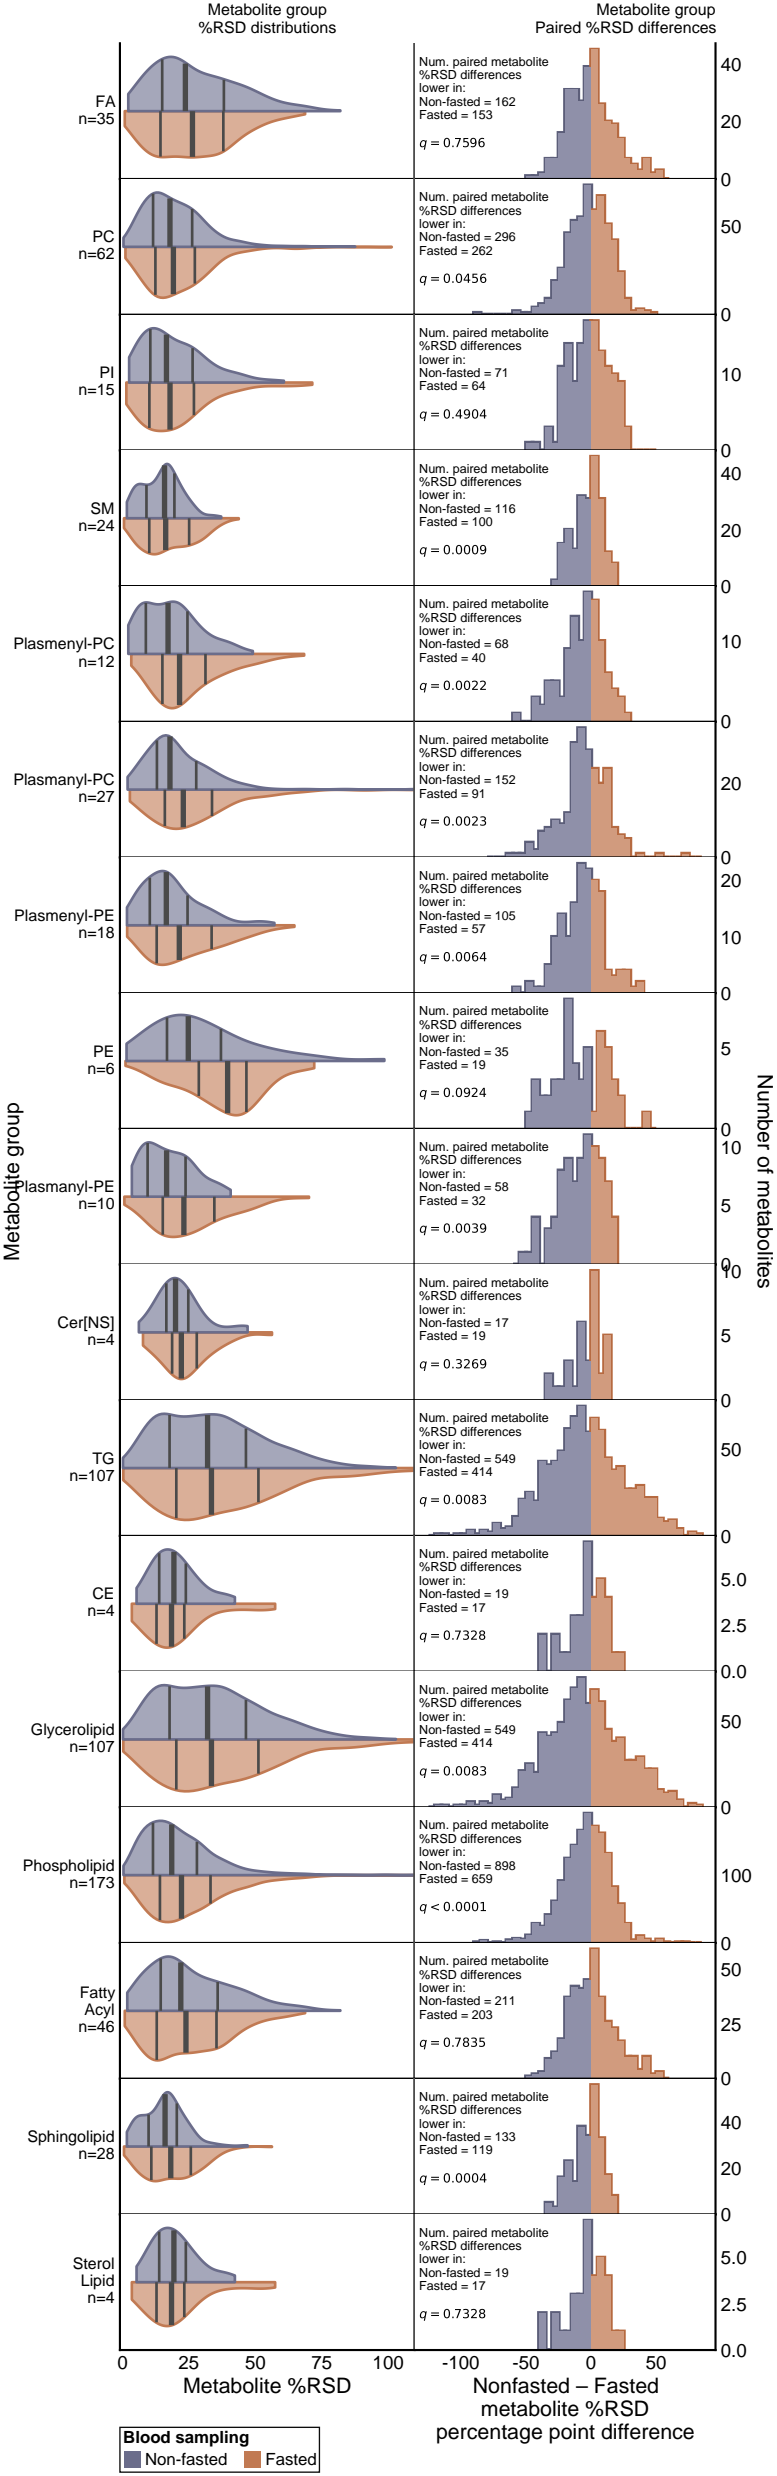 Metabolite group
%RSD distributions
Metabolite group
Paired %RSD differences
FA
n=35
Num. paired metabolite
%RSD differences
lower in:
Non-fasted = 162
Fasted = 153
q = 0.7596
40
20
0
PC
n=62
Num. paired metabolite
%RSD differences
lower in:
Non-fasted = 296
Fasted = 262
q = 0.0456
50
0
PI
n=15
Num. paired metabolite
%RSD differences
lower in:
Non-fasted = 71
Fasted = 64
q = 0.4904
10
0
SM
n=24
Num. paired metabolite
%RSD differences
lower in:
Non-fasted = 116
Fasted = 100
q = 0.0009
40
20
0
Plasmenyl-PC
n=12
Num. paired metabolite
%RSD differences
lower in:
Non-fasted = 68
Fasted = 40
q = 0.0022
10
0
Plasmanyl-PC
n=27
Num. paired metabolite
%RSD differences
lower in:
Non-fasted = 152
Fasted = 91
q = 0.0023
20
0
Plasmenyl-PE
n=18
Num. paired metabolite
%RSD differences
lower in:
Non-fasted = 105
Fasted = 57
q = 0.0064
20
10
0
PE
n=6
Num. paired metabolite
%RSD differences
lower in:
Non-fasted = 35
Fasted = 19
q = 0.0924
5
0
Plasmanyl-PE
n=10
Num. paired metabolite
%RSD differences
lower in:
Non-fasted = 58
Fasted = 32
q = 0.0039
10
5
0
Cer[NS]
n=4
Num. paired metabolite
%RSD differences
lower in:
Non-fasted = 17
Fasted = 19
q = 0.3269
10
5
0
TG
n=107
Num. paired metabolite
%RSD differences
lower in:
Non-fasted = 549
Fasted = 414
q = 0.0083
50
0
CE
n=4
Num. paired metabolite
%RSD differences
lower in:
Non-fasted = 19
Fasted = 17
q = 0.7328
5.0
2.5
0.0
Glycerolipid
n=107
Num. paired metabolite
%RSD differences
lower in:
Non-fasted = 549
Fasted = 414
q = 0.0083
50
0
Phospholipid
n=173
Num. paired metabolite
%RSD differences
lower in:
Non-fasted = 898
Fasted = 659
q < 0.0001
100
0
Fatty
Acyl
n=46
Num. paired metabolite
%RSD differences
lower in:
Non-fasted = 211
Fasted = 203
q = 0.7835
50
25
0
Sphingolipid
n=28
Num. paired metabolite
%RSD differences
lower in:
Non-fasted = 133
Fasted = 119
q = 0.0004
40
20
0
Sterol
Lipid
n=4
Num. paired metabolite
%RSD differences
lower in:
Non-fasted = 19
Fasted = 17
q = 0.7328
5.0
2.5
0.0
Metabolite group
Number of metabolites
0 25 50 75 100
Metabolite %RSD
-100 -50 0 50
Nonfasted – Fasted
metabolite %RSD
percentage point difference
Blood sampling
Non-fasted Fasted